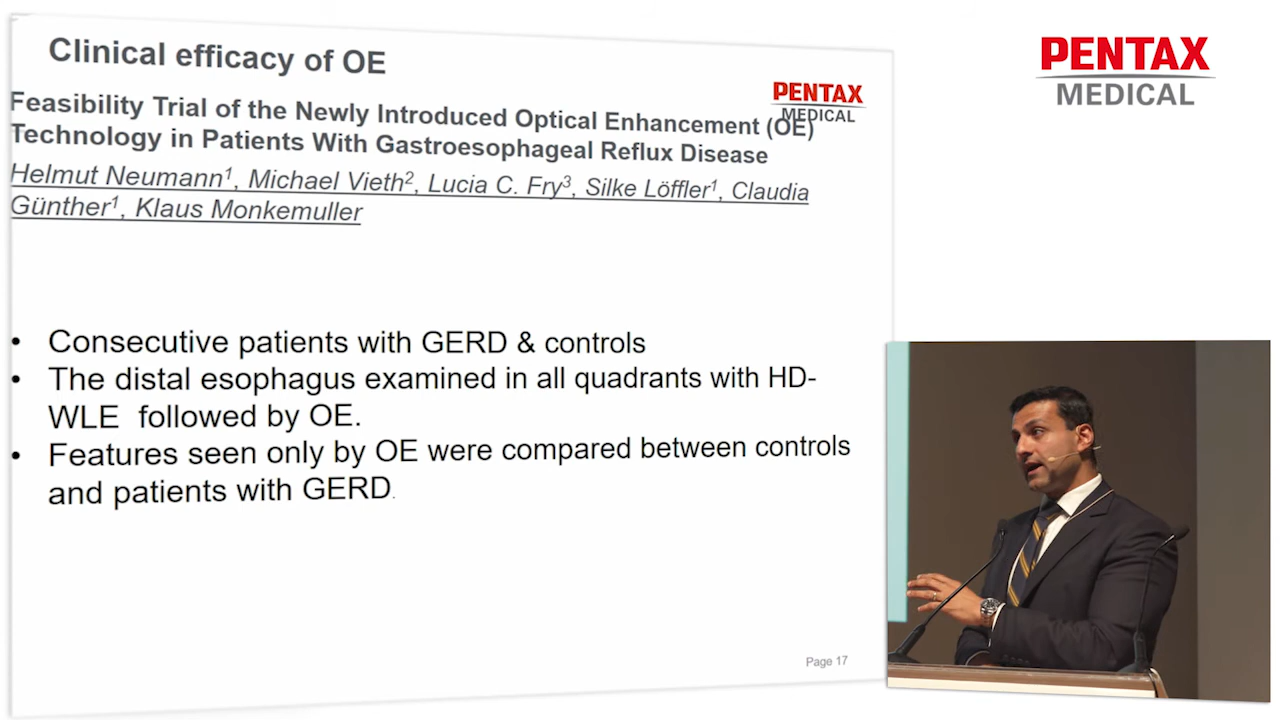 Clinical efficacy of OE
PENTAX
MEDICAL
Feasibility Trial of the Newly Introduced Optical Enhancement (OE)
Technology in Patients With Gastroesophageal Reflux Disease
Helmut Neumann¹, Michael Vieth², Lucia C. Fry³, Silke Löffler¹, Claudia
Günther¹, Klaus Monkemuller
• Consecutive patients with GERD & controls
• The distal esophagus examined in all quadrants with HD-
WLE followed by OE.
• Features seen only by OE were compared between controls
and patients with GERD.
Page 17
PENTAX
MEDICAL